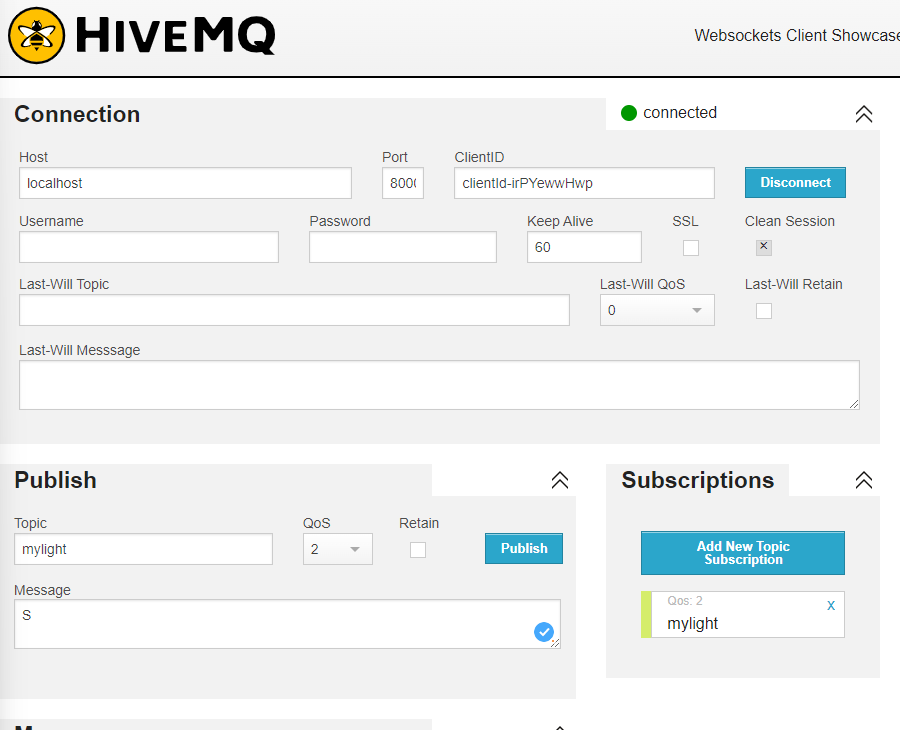 HIVEMQ
Websockets Client Showcase
Connection
connected
Host
Port
ClientID
localhost
8000
clientId-irPYewwHwp
Disconnect
Username
Password
Keep Alive
SSL
Clean Session
60
x
Last-Will Topic
Last-Will QoS
Last-Will Retain
0
Last-Will Messsage
Publish
Subscriptions
Topic
QoS
Retain
mylight
2
Publish
Add New Topic
Subscription
Message
S
Qos: 2
x
mylight